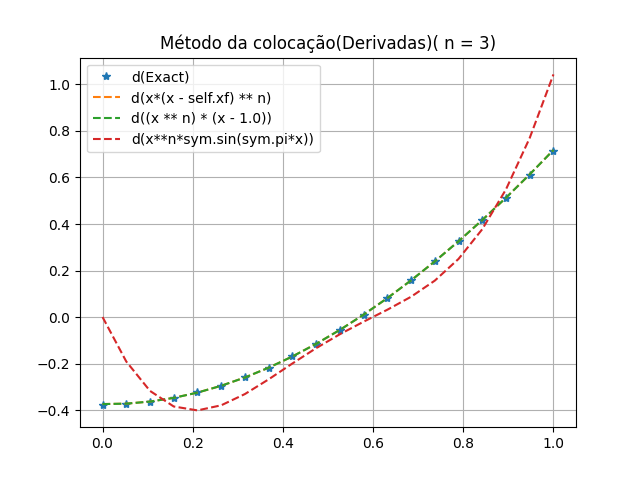 Método da colocação(Derivadas)( n = 3)
d(Exact)
d(x*(x - self.xf) ** n)
d((x ** n) * (x - 1.0))
d(x**n*sym.sin(sym.pi*x))
1.0
0.8
0.6
0.4
0.2
0.0
−0.2
−0.4
0.0 0.2 0.4 0.6 0.8 1.0